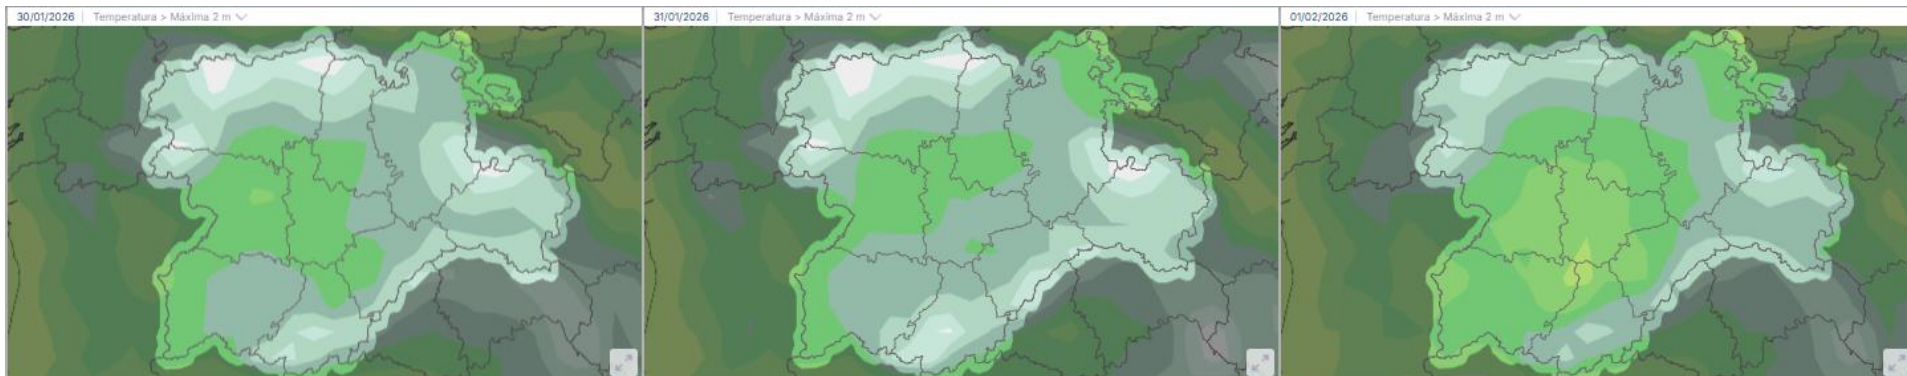 30/01/2026 Temperatura > Máxima 2 m
31/01/2026 Temperatura > Máxima 2 m
01/02/2026 Temperatura > Máxima 2 m